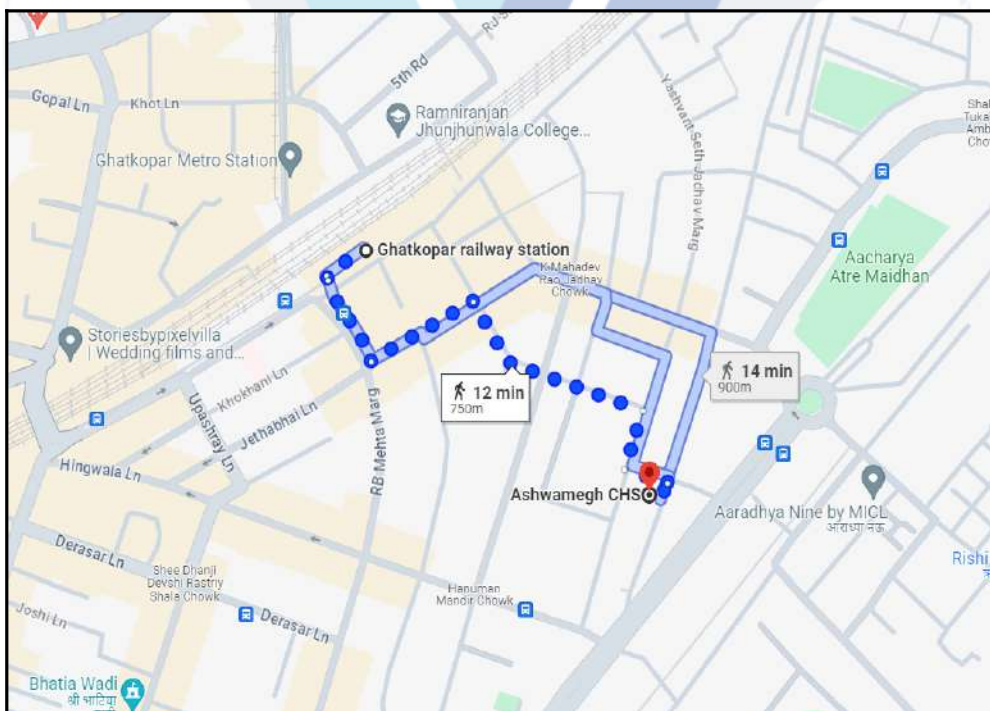 Gopal Ln
Khot Ln
5th Rd
Ramniranjan
Jhunjhunwala College...
Ghatkopar Metro Station
Yashvant Seth Jadhav Marg
Ghatkopar railway station
K Mahadev
Rao Jadhav
Chowk
Aacharya
Atre Maidhan
Storiesbypixelvilla
| Wedding films and...
14 min
900m
12 min
750m
Khokhani Ln
Upashray Ln
Jethabhai Ln
RB Mehta Marg
Hingwala Ln
Ashwamegh CHS
Aaradhya Nine by MICL
आराध्या नऊ
Derasar Ln
Shee Dhanji
Devshi Rastriy
Shala Chowk
Hanuman
Mandir Chowk
Rishi
Joshi Ln
Derasar Ln
Bhatia Wadi
श्री भाटिया